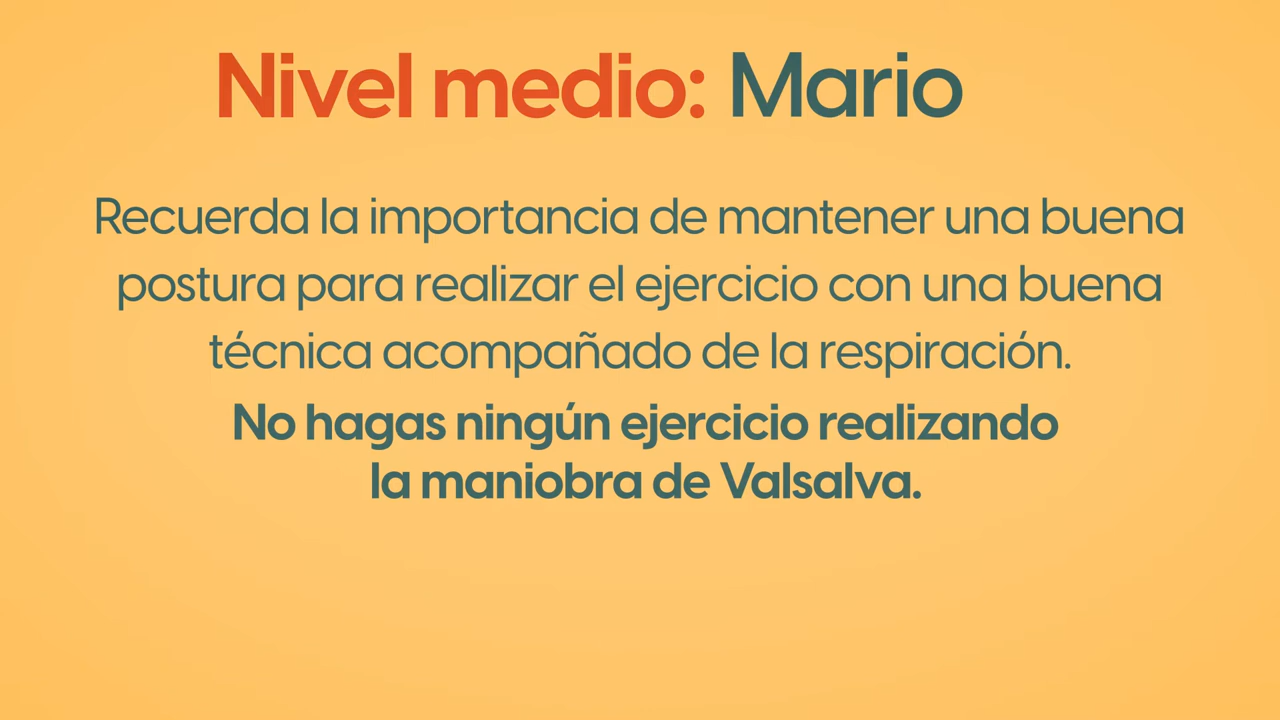 Nivel medio: Mario
Recuerda la importancia de mantener una buena
postura para realizar el ejercicio con una buena
técnica acompañado de la respiración.
No hagas ningún ejercicio realizando
la maniobra de Valsalva.